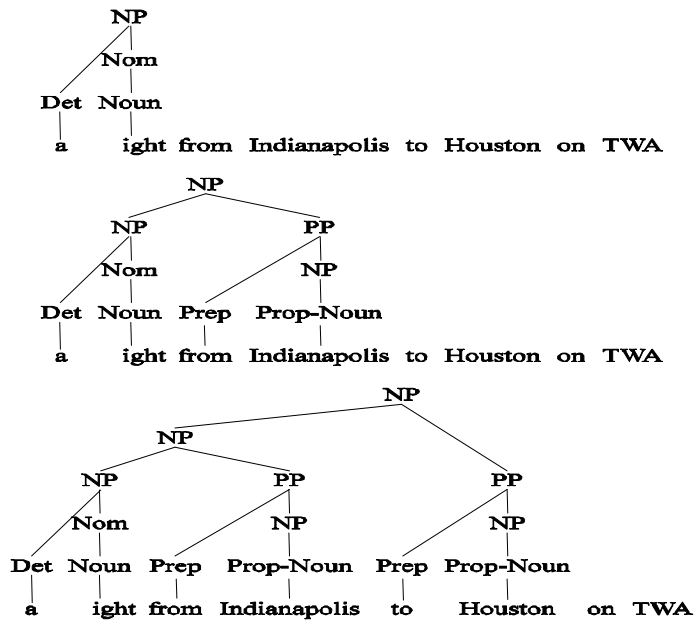 NP
Nom
Det Noun
a ight from Indianapolis to Houston on TWA
NP
NP PP
Nom NP
Det Noun Prep Prop-Noun
a ight from Indianapolis to Houston on TWA
NP
NP
NP PP PP
Nom NP NP
Det Noun Prep Prop-Noun Prep Prop-Noun
a ight from Indianapolis to Houston on TWA